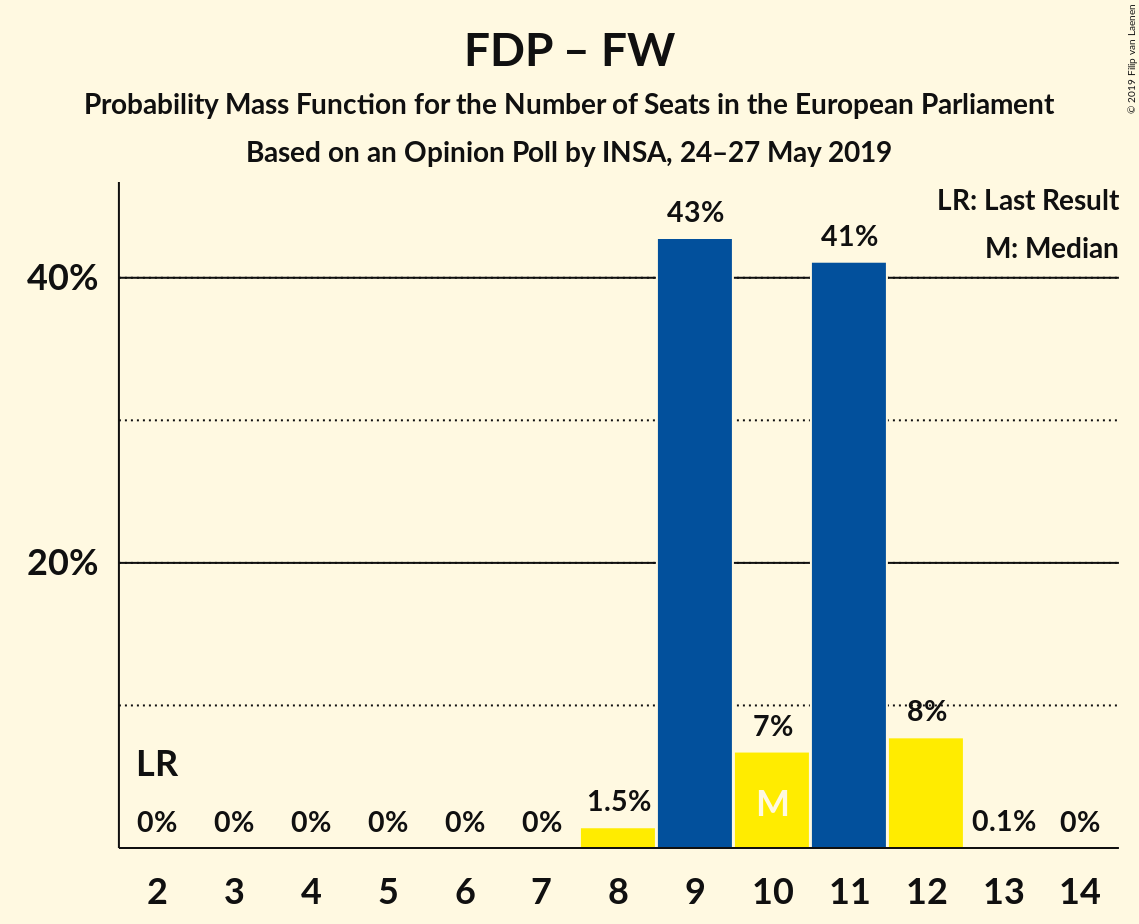 FDP – FW
Probability Mass Function for the Number of Seats in the European Parliament
Based on an Opinion Poll by INSA, 24–27 May 2019
© 2019 Filip van Laenen
LR: Last Result
M: Median
43%
41%
40%
20%
8%
7%
LR
1.5%
M
0% 0% 0% 0% 0% 0% 0.1% 0%
2 3 4 5 6 7 8 9 10 11 12 13 14